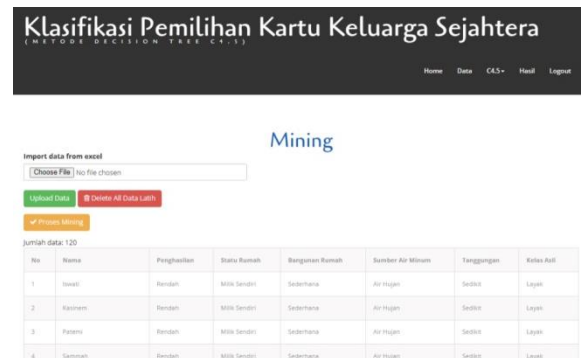 Klasifikasi Pemilihan Kartu Keluarga Sejahtera
(METODE DECISION TREE C4,5)
Home Data C4.5 Hasil Logout
Mining
Import data from excel
Choose File No file chosen
Upload Data Delete All Data Latih
Proses Mining
Jumlah data: 120
No Nama Penghasilan Statu Rumah Bangunan Rumah Sumber Air Minum Tanggungan Kelas Asli
1 Iswati Rendah Milik Sendiri Sederhana Air Hujan Sedikit Layak
2 Rasinem Rendah Milik Sendiri Sederhana Air Hujan Sedikit Layak
3 Patemi Rendah Milik Sendiri Sederhana Air Hujan Sedikit Layak
4 Saminah Rendah Milik Sendiri Sederhana Air Hujan Sedikit Layak